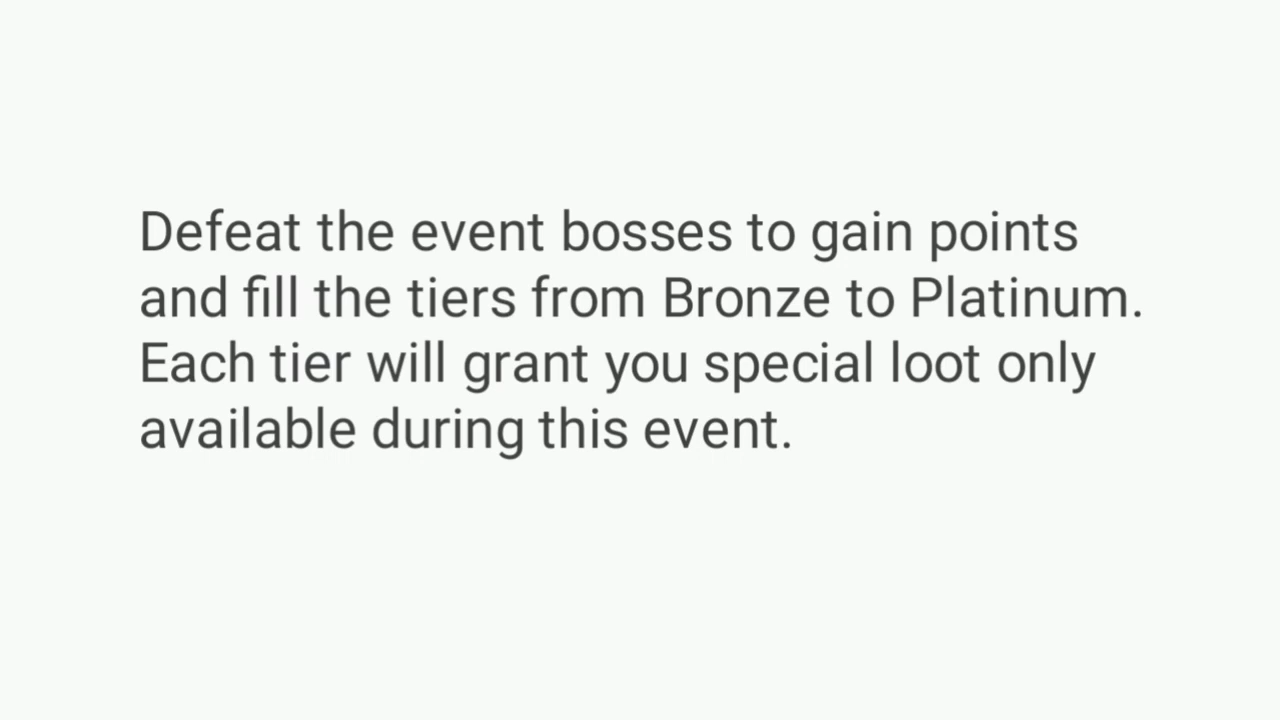 Defeat the event bosses to gain points
and fill the tiers from Bronze to Platinum.
Each tier will grant you special loot only
available during this event.